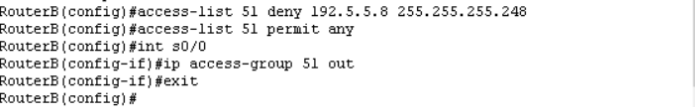 RouterB(config)#access-list 51 deny 192.5.5.8 255.255.255.248
RouterB(config)#access-list 51 permit any
RouterB(config)#int s0/0
RouterB(config-if)#ip access-group 51 out
RouterB(config-if)#exit
RouterB(config)#